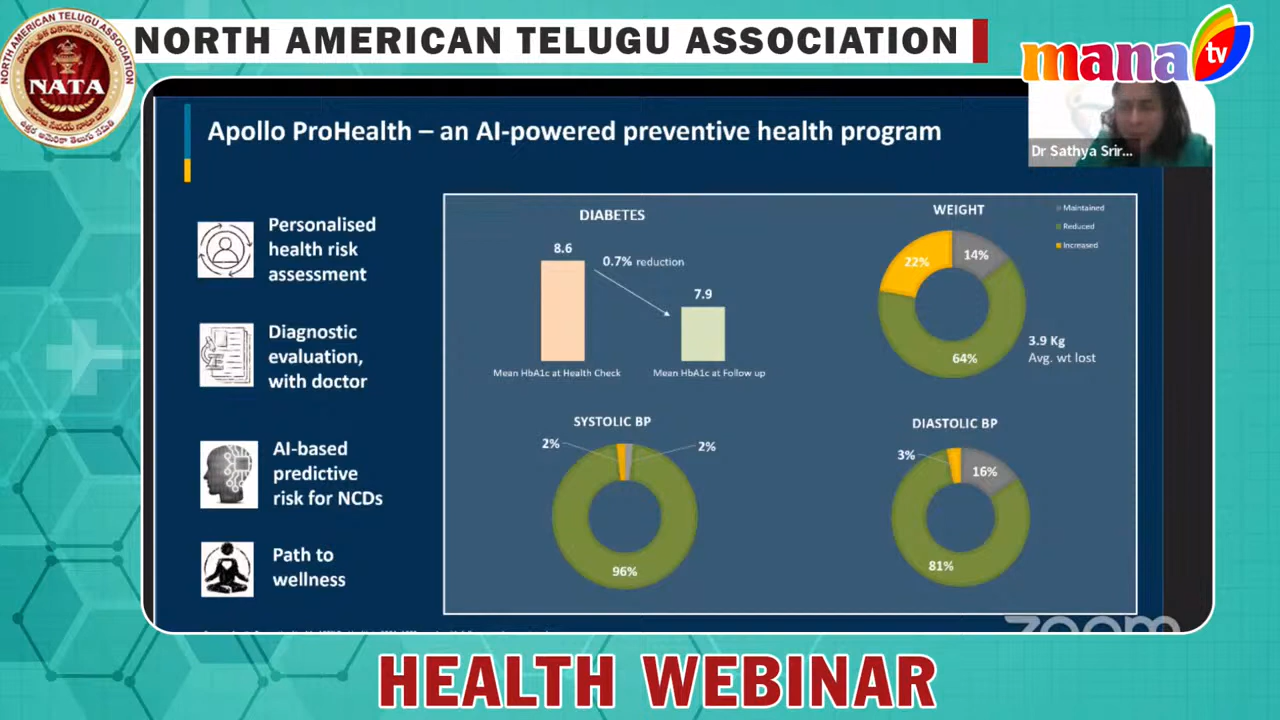 NORTH AMERICAN TELUGU ASSOCIATION
NORTH AMERICAN TELUGU ASSOCIATION
NATA
mana tv
Dr Sathya Srir...
Apollo ProHealth – an AI-powered preventive health program
Personalised
health risk
assessment
Diagnostic
evaluation,
with doctor
AI-based
predictive
risk for NCDs
Path to
wellness
DIABETES
8.6
0.7% reduction
7.9
Mean HbA1c at Health Check
Mean HbA1c at Follow up
WEIGHT
Maintained
Reduced
Increased
22%
14%
64%
3.9 Kg
Avg. wt lost
SYSTOLIC BP
2%
2%
96%
DIASTOLIC BP
3%
16%
81%
zoom
HEALTH WEBINAR